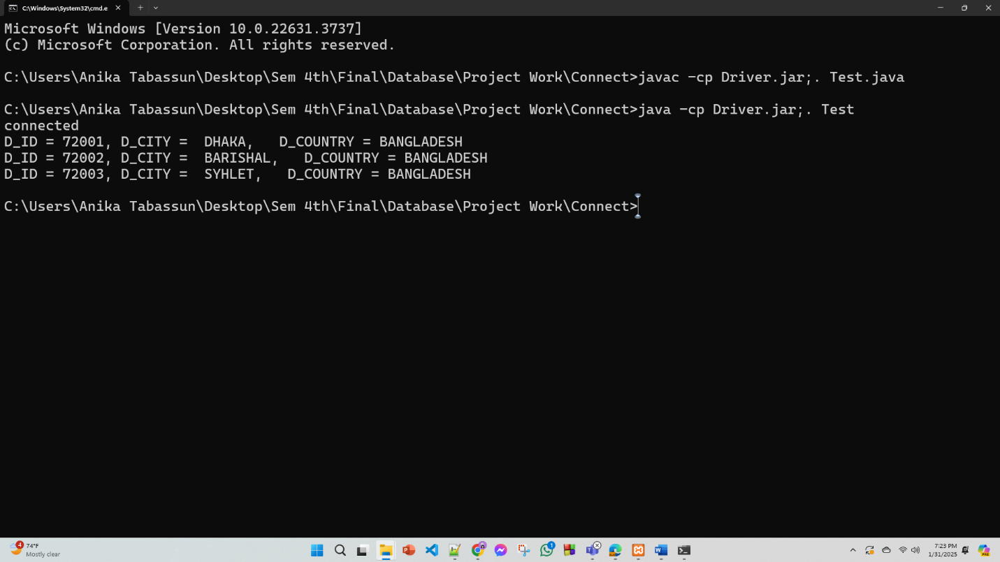 C:\Windows\System32\cmd.e
Microsoft Windows [Version 10.0.22631.3737]
(c) Microsoft Corporation. All rights reserved.
C:\Users\Anika Tabassun\Desktop\Sem 4th\Final\Database\Project Work\Connect>javac -cp Driver.jar;. Test.java
C:\Users\Anika Tabassun\Desktop\Sem 4th\Final\Database\Project Work\Connect>java -cp Driver.jar;. Test
connected
D_ID = 72001, D_CITY =  DHAKA,   D_COUNTRY = BANGLADESH
D_ID = 72002, D_CITY =  BARISHAL,   D_COUNTRY = BANGLADESH
D_ID = 72003, D_CITY =  SYHLET,   D_COUNTRY = BANGLADESH
C:\Users\Anika Tabassun\Desktop\Sem 4th\Final\Database\Project Work\Connect>
4
74°F
Mostly clear
1
7:23 PM
1/31/2025
PRE